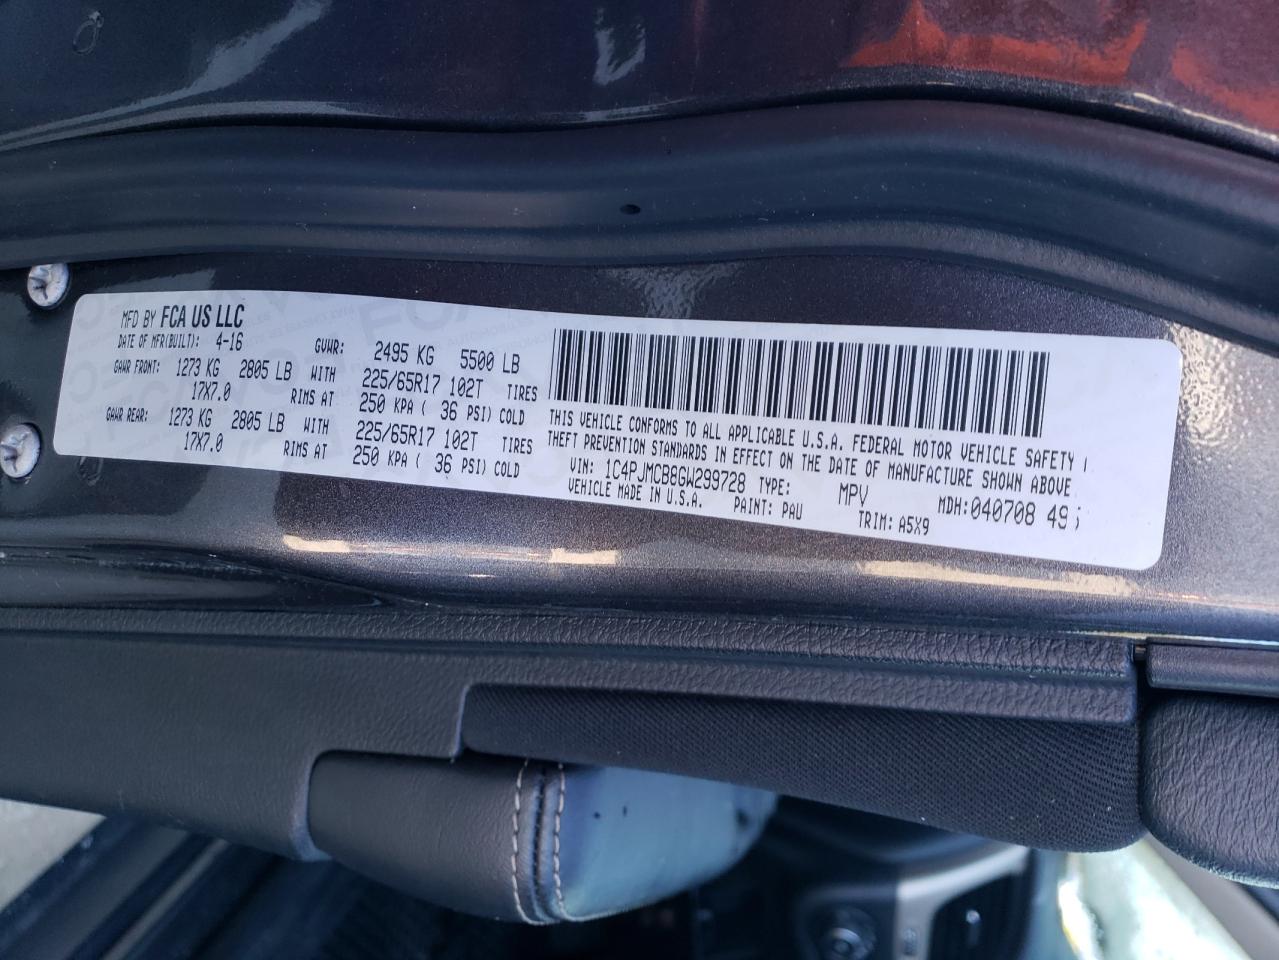 MFD BY FCA US LLC
DATE OF MFR(BUILT): 4-16 GVWR: 2495 KG 5500 LB
GAWR FRONT: 1273 KG 2805 LB WITH 225/65R17 102T TIRES
17X7.0 RIMS AT 250 KPA ( 36 PSI) COLD
GAWR REAR: 1273 KG 2805 LB WITH 225/65R17 102T TIRES
17X7.0 RIMS AT 250 KPA ( 36 PSI) COLD
THIS VEHICLE CONFORMS TO ALL APPLICABLE U.S.A. FEDERAL MOTOR VEHICLE SAFETY
THEFT PREVENTION STANDARDS IN EFFECT ON THE DATE OF MANUFACTURE SHOWN ABOVE.
VIN: 1C4PJMCB8GW299728 TYPE: MPV MDH:040708 49;
VEHICLE MADE IN U.S.A. PAINT: PAU TRIM: A5X9